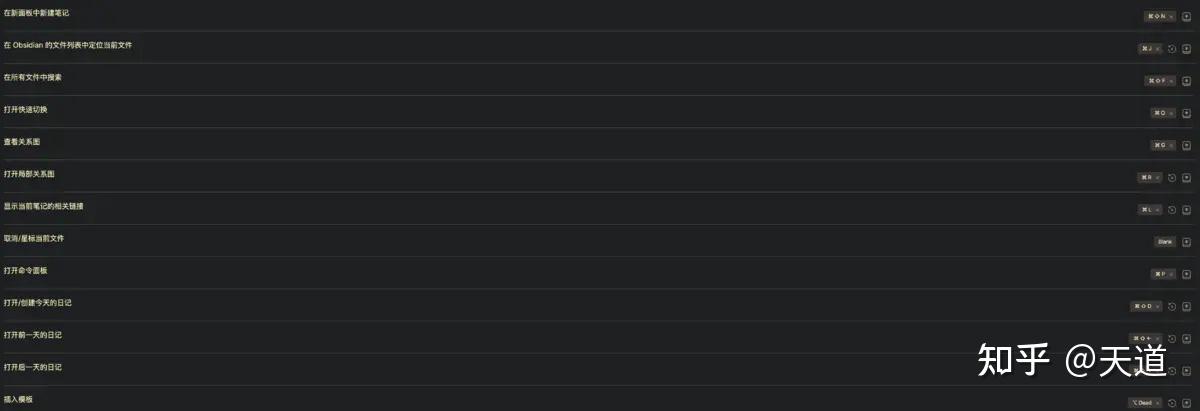 在新面板中新建笔记 ⌘⇧N ×
在 Obsidian 的文件列表中定位当前文件 ⌘J ×
在所有文件中搜索 ⌘⇧F ×
打开快速切换 ⌘O ×
查看关系图 ⌘G ×
打开局部关系图 ⌘R ×
显示当前笔记的相关链接 ⌘L ×
取消/星标当前文件 Blank
打开命令面板 ⌘P ×
打开/创建今天的日记 ⌘⇧D ×
打开前一天的日记 ⌘⇧← ×
打开后一天的日记
插入模板 ⌥Dead ×
知乎 @天道